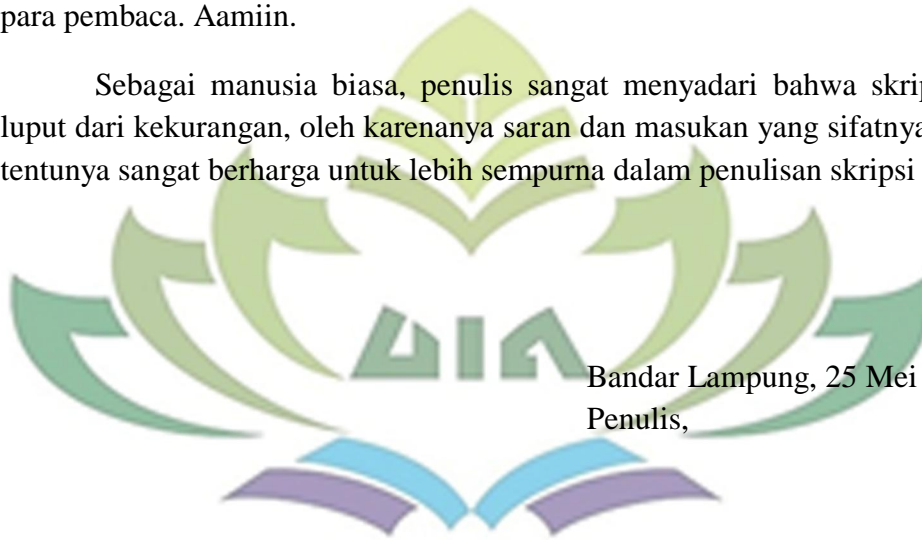 para pembaca. Aamiin.
Sebagai manusia biasa, penulis sangat menyadari bahwa
luput dari kekurangan, oleh karenanya saran dan masukan yang sifatnya
tentunya sangat berharga untuk lebih sempurna dalam penulisan skripsi
UIN
Bandar Lampung, 25 Mei
Penulis,